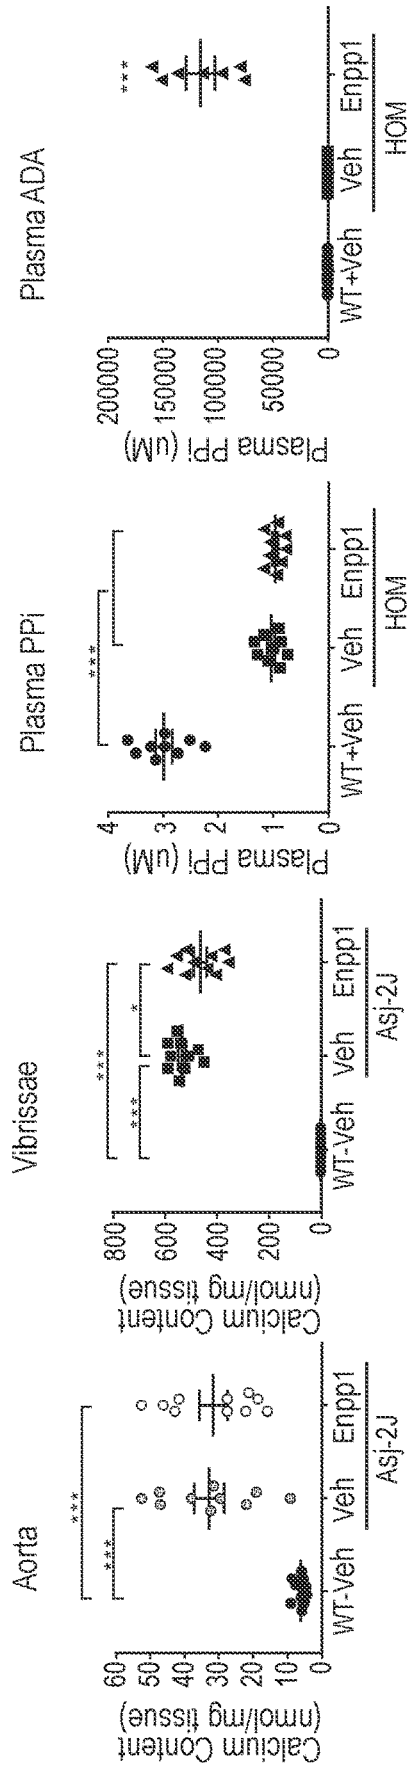 Aorta
Calcium Content
(nmol/mg tissue)
60
50
40
30
20
10
0
***
***
WT-Veh
Veh
Enpp1
Asj-2J
Vibrissae
Calcium Content
(nmol/mg tissue)
800
600
400
200
0
***
***
*
WT-Veh
Veh
Enpp1
Asj-2J
Plasma PPi
Plasma PPi (uM)
4
3
2
1
0
***
WT+Veh
Veh
Enpp1
HOM
Plasma ADA
Plasma PPi (uM)
200000
150000
100000
50000
0
***
WT+Veh
Veh
Enpp1
HOM